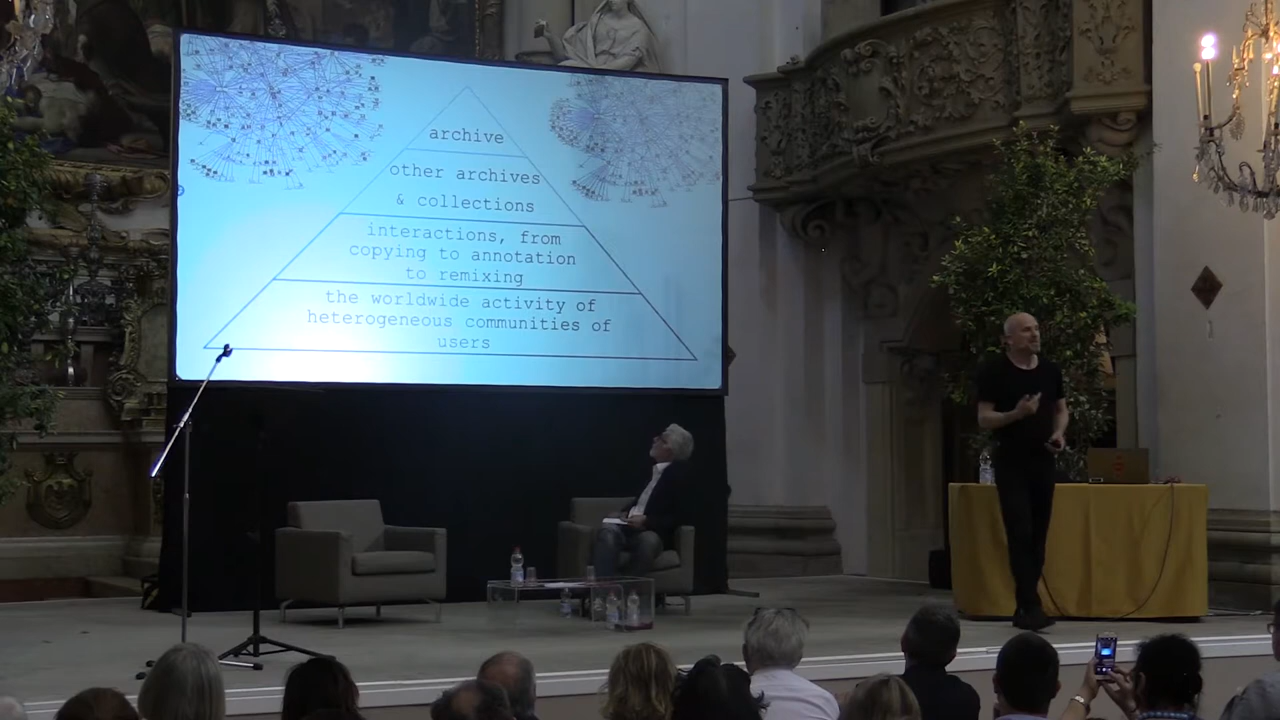 archive
other archives
& collections
interactions, from
copying to annotation
to remixing
the worldwide activity of
heterogeneous communities of
users